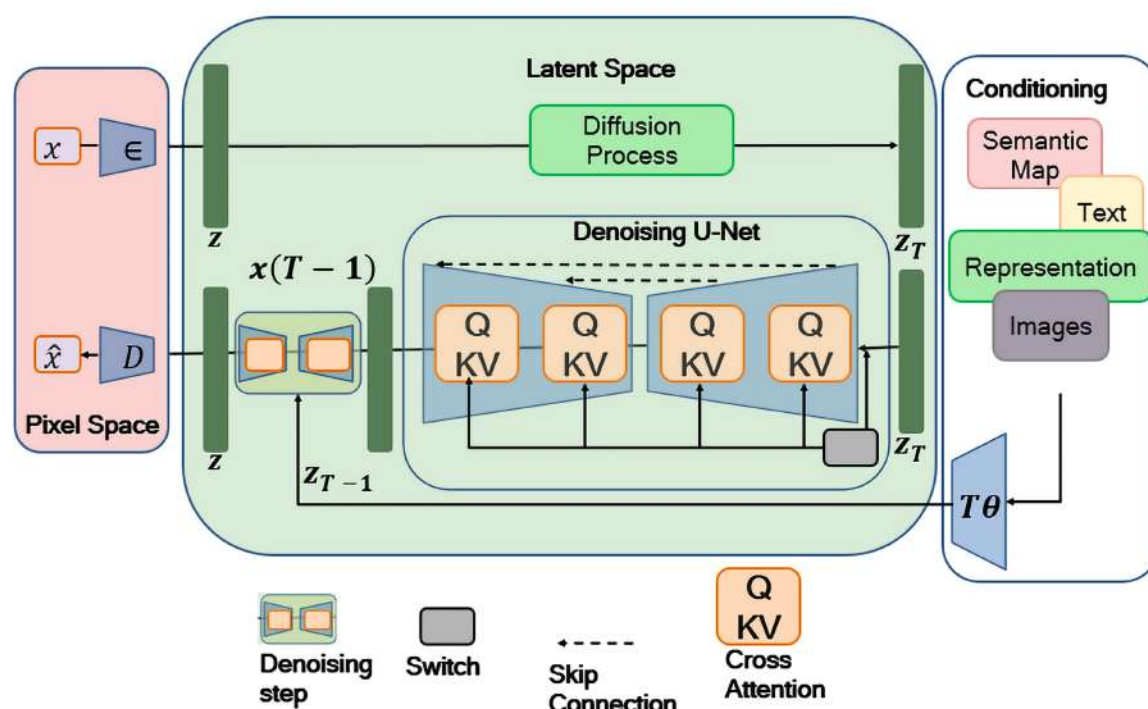 Latent Space
Conditioning
Diffusion
Process
Semantic
Map
x
∈
Text
z
Denoising U-Net
z_T
x(T − 1)
Representation
Images
Q
KV
Q
KV
Q
KV
Q
KV
x̂
D
Pixel Space
z
z_T
z_{T−1}
Tθ
Denoising
step
Switch
Skip
Connection
Q
KV
Cross
Attention